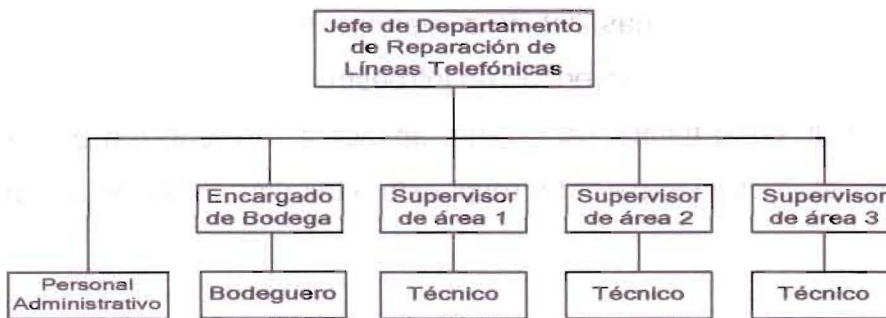 Jefe de Departamento
de Reparación de
Líneas Telefónicas
Encargado
de Bodega
Supervisor
de área 1
Supervisor
de área 2
Supervisor
de área 3
Personal
Administrativo
Bodeguero
Técnico
Técnico
Técnico